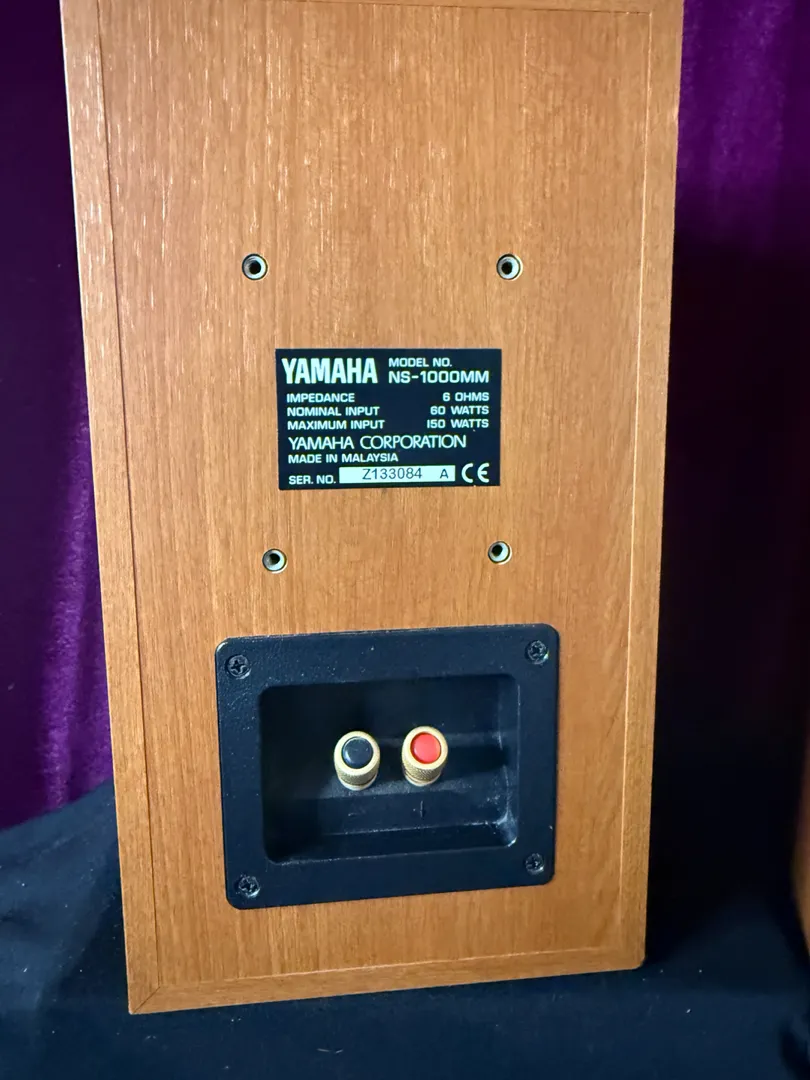 YAMAHA MODEL NO.
NS-1000MM
IMPEDANCE 6 OHMS
NOMINAL INPUT 60 WATTS
MAXIMUM INPUT 150 WATTS
YAMAHA CORPORATION
MADE IN MALAYSIA
SER. NO. Z133084 A CE